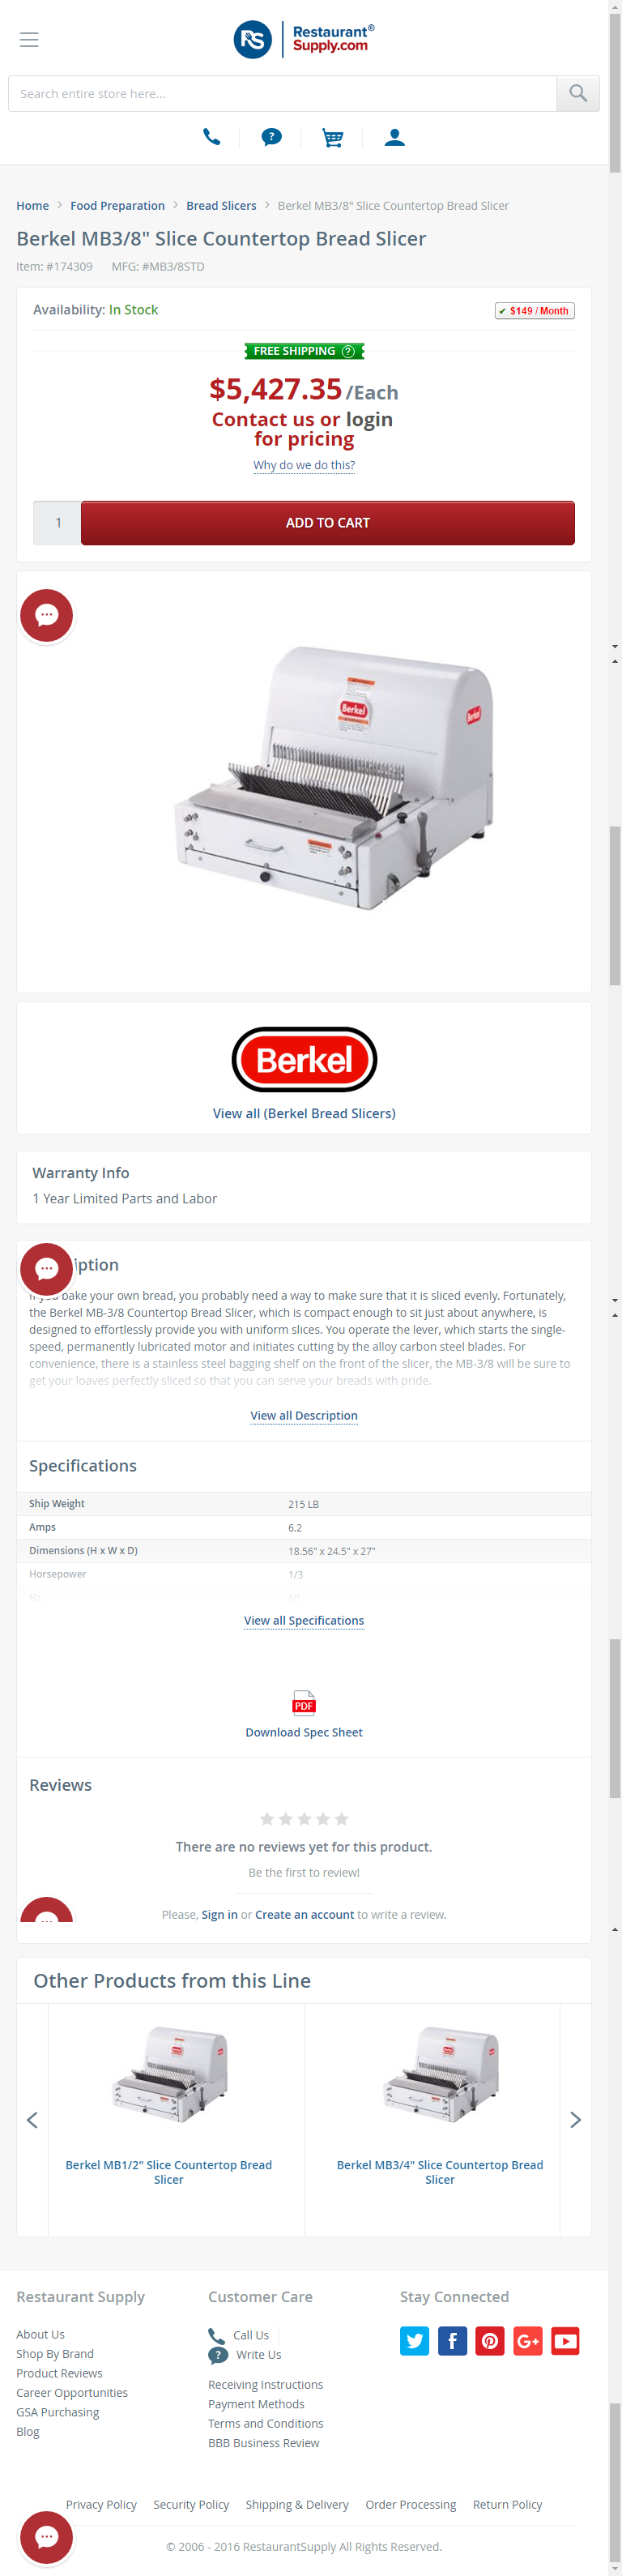 RS Restaurant®
Supply.com
Search entire store here...
?
Home > Food Preparation > Bread Slicers > Berkel MB3/8" Slice Countertop Bread Slicer
Berkel MB3/8" Slice Countertop Bread Slicer
Item: #174309 MFG: #MB3/8STD
Availability: In Stock
✔ $149 / Month
FREE SHIPPING ?
$5,427.35 /Each
Contact us or login
for pricing
Why do we do this?
1 ADD TO CART
Berkel
Berkel
Berkel
View all (Berkel Bread Slicers)
Warranty Info
1 Year Limited Parts and Labor
iption
If you bake your own bread, you probably need a way to make sure that it is sliced evenly. Fortunately,
the Berkel MB-3/8 Countertop Bread Slicer, which is compact enough to sit just about anywhere, is
designed to effortlessly provide you with uniform slices. You operate the lever, which starts the single-
speed, permanently lubricated motor and initiates cutting by the alloy carbon steel blades. For
convenience, there is a stainless steel bagging shelf on the front of the slicer, the MB-3/8 will be sure to
get your loaves perfectly sliced so that you can serve your breads with pride.
View all Description
Specifications
Ship Weight 215 LB
Amps 6.2
Dimensions (H x W x D) 18.56" x 24.5" x 27"
Horsepower 1/3
Hz 60
View all Specifications
PDF
Download Spec Sheet
Reviews
There are no reviews yet for this product.
Be the first to review!
Please, Sign in or Create an account to write a review.
Other Products from this Line
Berkel MB1/2" Slice Countertop Bread
Slicer
Berkel MB3/4" Slice Countertop Bread
Slicer
Restaurant Supply
About Us
Shop By Brand
Product Reviews
Career Opportunities
GSA Purchasing
Blog
Customer Care
Call Us
? Write Us
Receiving Instructions
Payment Methods
Terms and Conditions
BBB Business Review
Stay Connected
f
G+
Privacy Policy Security Policy Shipping & Delivery Order Processing Return Policy
© 2006 - 2016 RestaurantSupply All Rights Reserved.